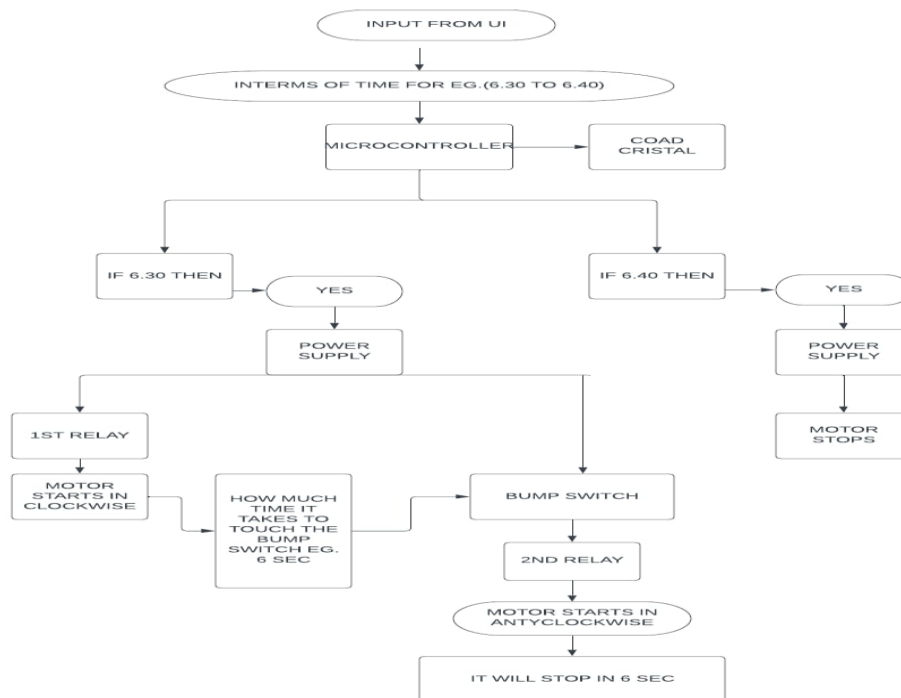 INPUT FROM UI
INTERMS OF TIME FOR EG.(6.30 TO 6.40)
MICROCONTROLLER
COAD
CRISTAL
IF 6.30 THEN
YES
IF 6.40 THEN
YES
POWER
SUPPLY
POWER
SUPPLY
1ST RELAY
MOTOR
STOPS
MOTOR
STARTS IN
CLOCKWISE
HOW MUCH
TIME IT
TAKES TO
TOUCH THE
BUMP
SWITCH EG.
6 SEC
BUMP SWITCH
2ND RELAY
MOTOR STARTS IN
ANTYCLOCKWISE
IT WILL STOP IN 6 SEC